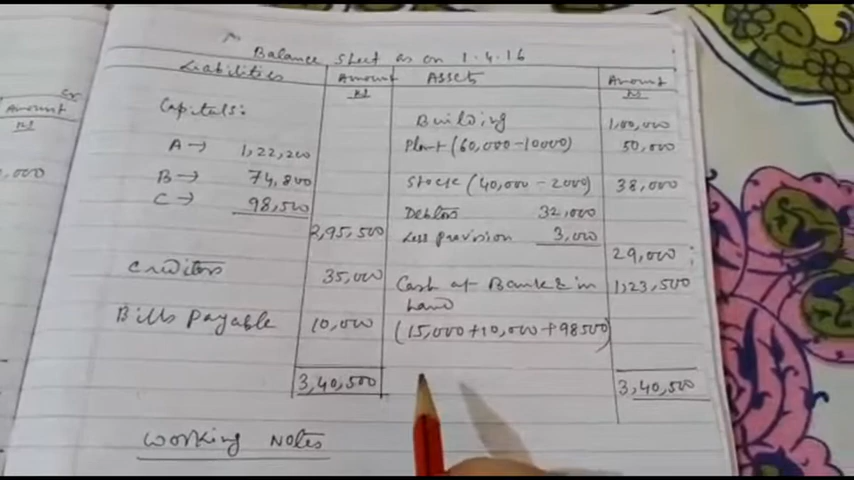 Balance Sheet as on 1.4.16
Liabilities Amount Assets Amount
Rs Rs
Capitals:
Building 1,00,000
A → 1,22,200 Plant (60,000-10000) 50,000
B → 74,800 Stock (40,000 - 2000) 38,000
C → 98,500 Debtors 32,000
2,95,500 Less provision 3,000
29,000
Creditors 35,000 Cash at Bank & in 1,23,500
hand
Bills Payable 10,000 (15,000+10,000+98500)
3,40,500 3,40,500
Working Notes
Amount
Rs